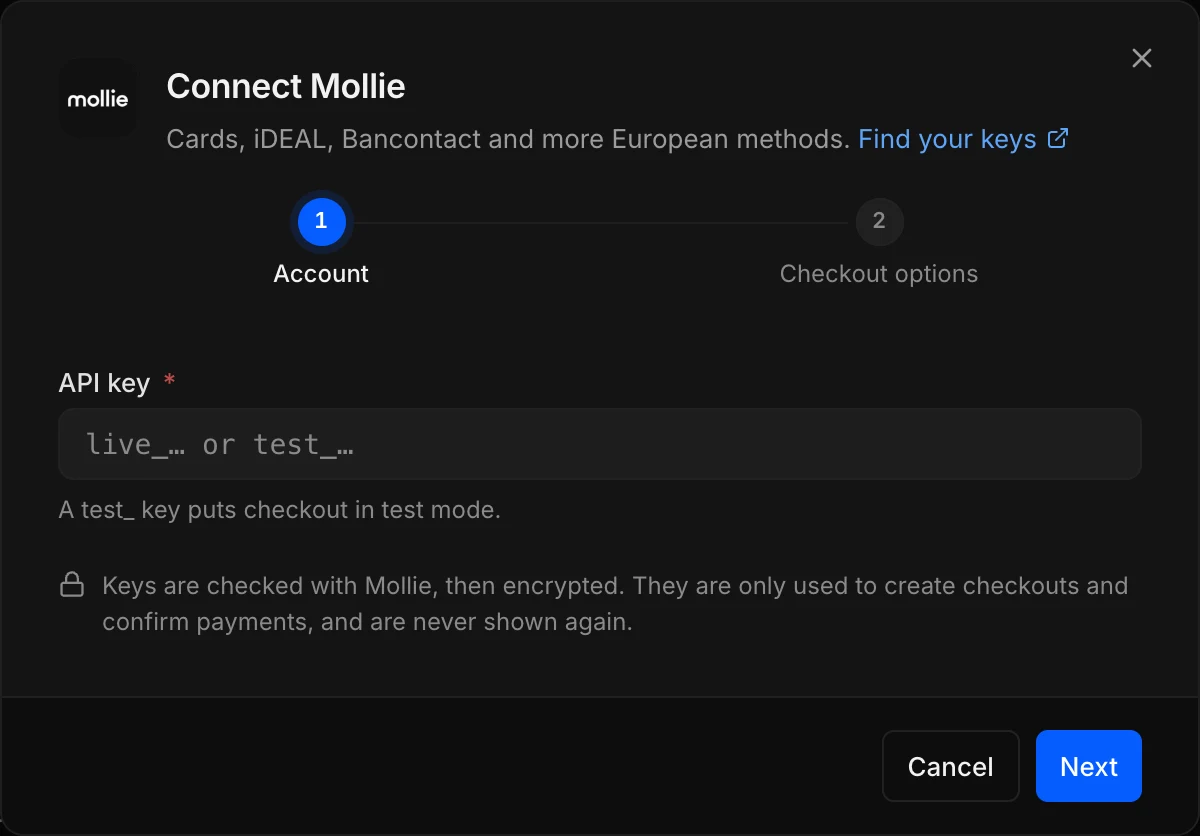 mollie
Connect Mollie
Cards, iDEAL, Bancontact and more European methods. Find your keys
1
2
Account
Checkout options
API key *
live_… or test_…
A test_ key puts checkout in test mode.
Keys are checked with Mollie, then encrypted. They are only used to create checkouts and
confirm payments, and are never shown again.
Cancel
Next